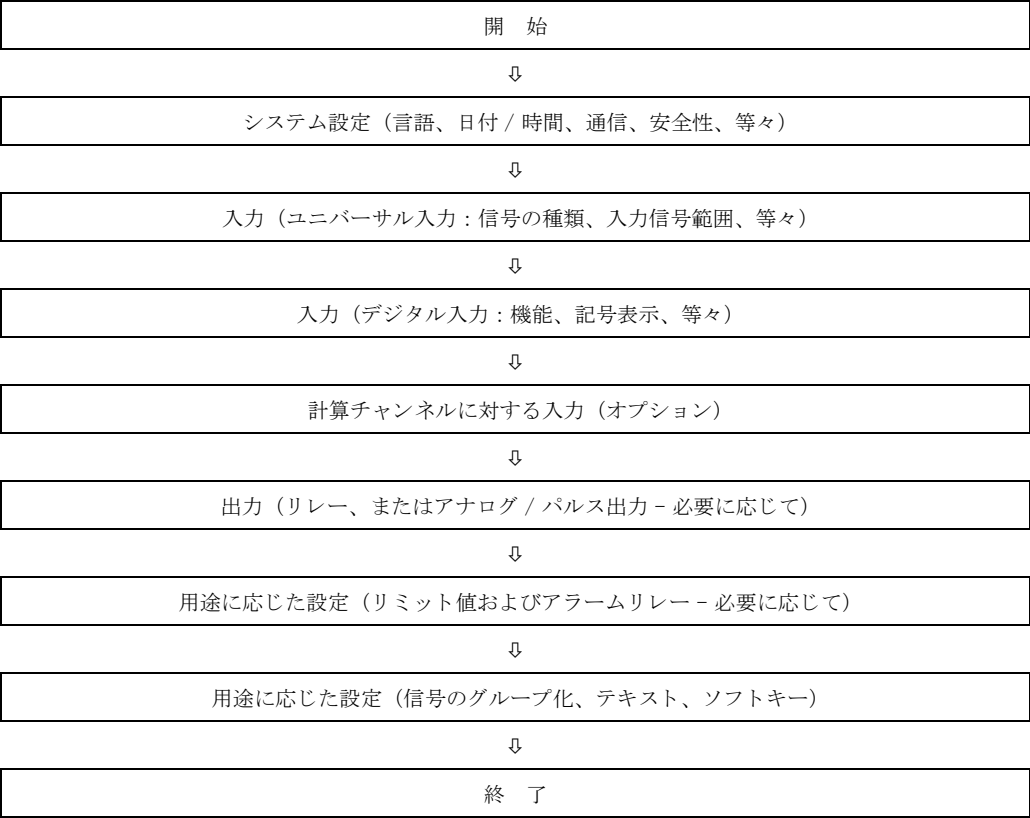 開　始
⇩
システム設定（言語、日付 / 時間、通信、安全性、等々）
⇩
入力（ユニバーサル入力 : 信号の種類、入力信号範囲、等々）
⇩
入力（デジタル入力 : 機能、記号表示、等々）
⇩
計算チャンネルに対する入力（オプション）
⇩
出力（リレー、またはアナログ / パルス出力 − 必要に応じて）
⇩
用途に応じた設定（リミット値およびアラームリレー − 必要に応じて）
⇩
用途に応じた設定（信号のグループ化、テキスト、ソフトキー）
⇩
終　了